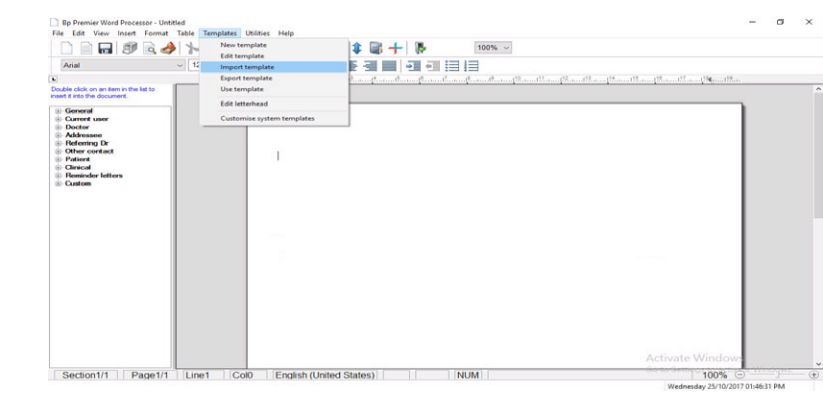 Bp Premier Word Processor - Untitled
File Edit View Insert Format Table Templates Utilities Help
100%
New template
Edit template
Import template
Export template
Use template
Edit letterhead
Customise system templates
Arial
Double click on an item in the list to
insert it into the document.
General
Current user
Doctor
Addressee
Referring Dr
Other contact
Patient
Clinical
Reminder letters
Custom
Activate Windows
Section1/1 Page1/1 Line1 Col0 English (United States) NUM 100%
Wednesday 25/10/2017 01:46:31 PM